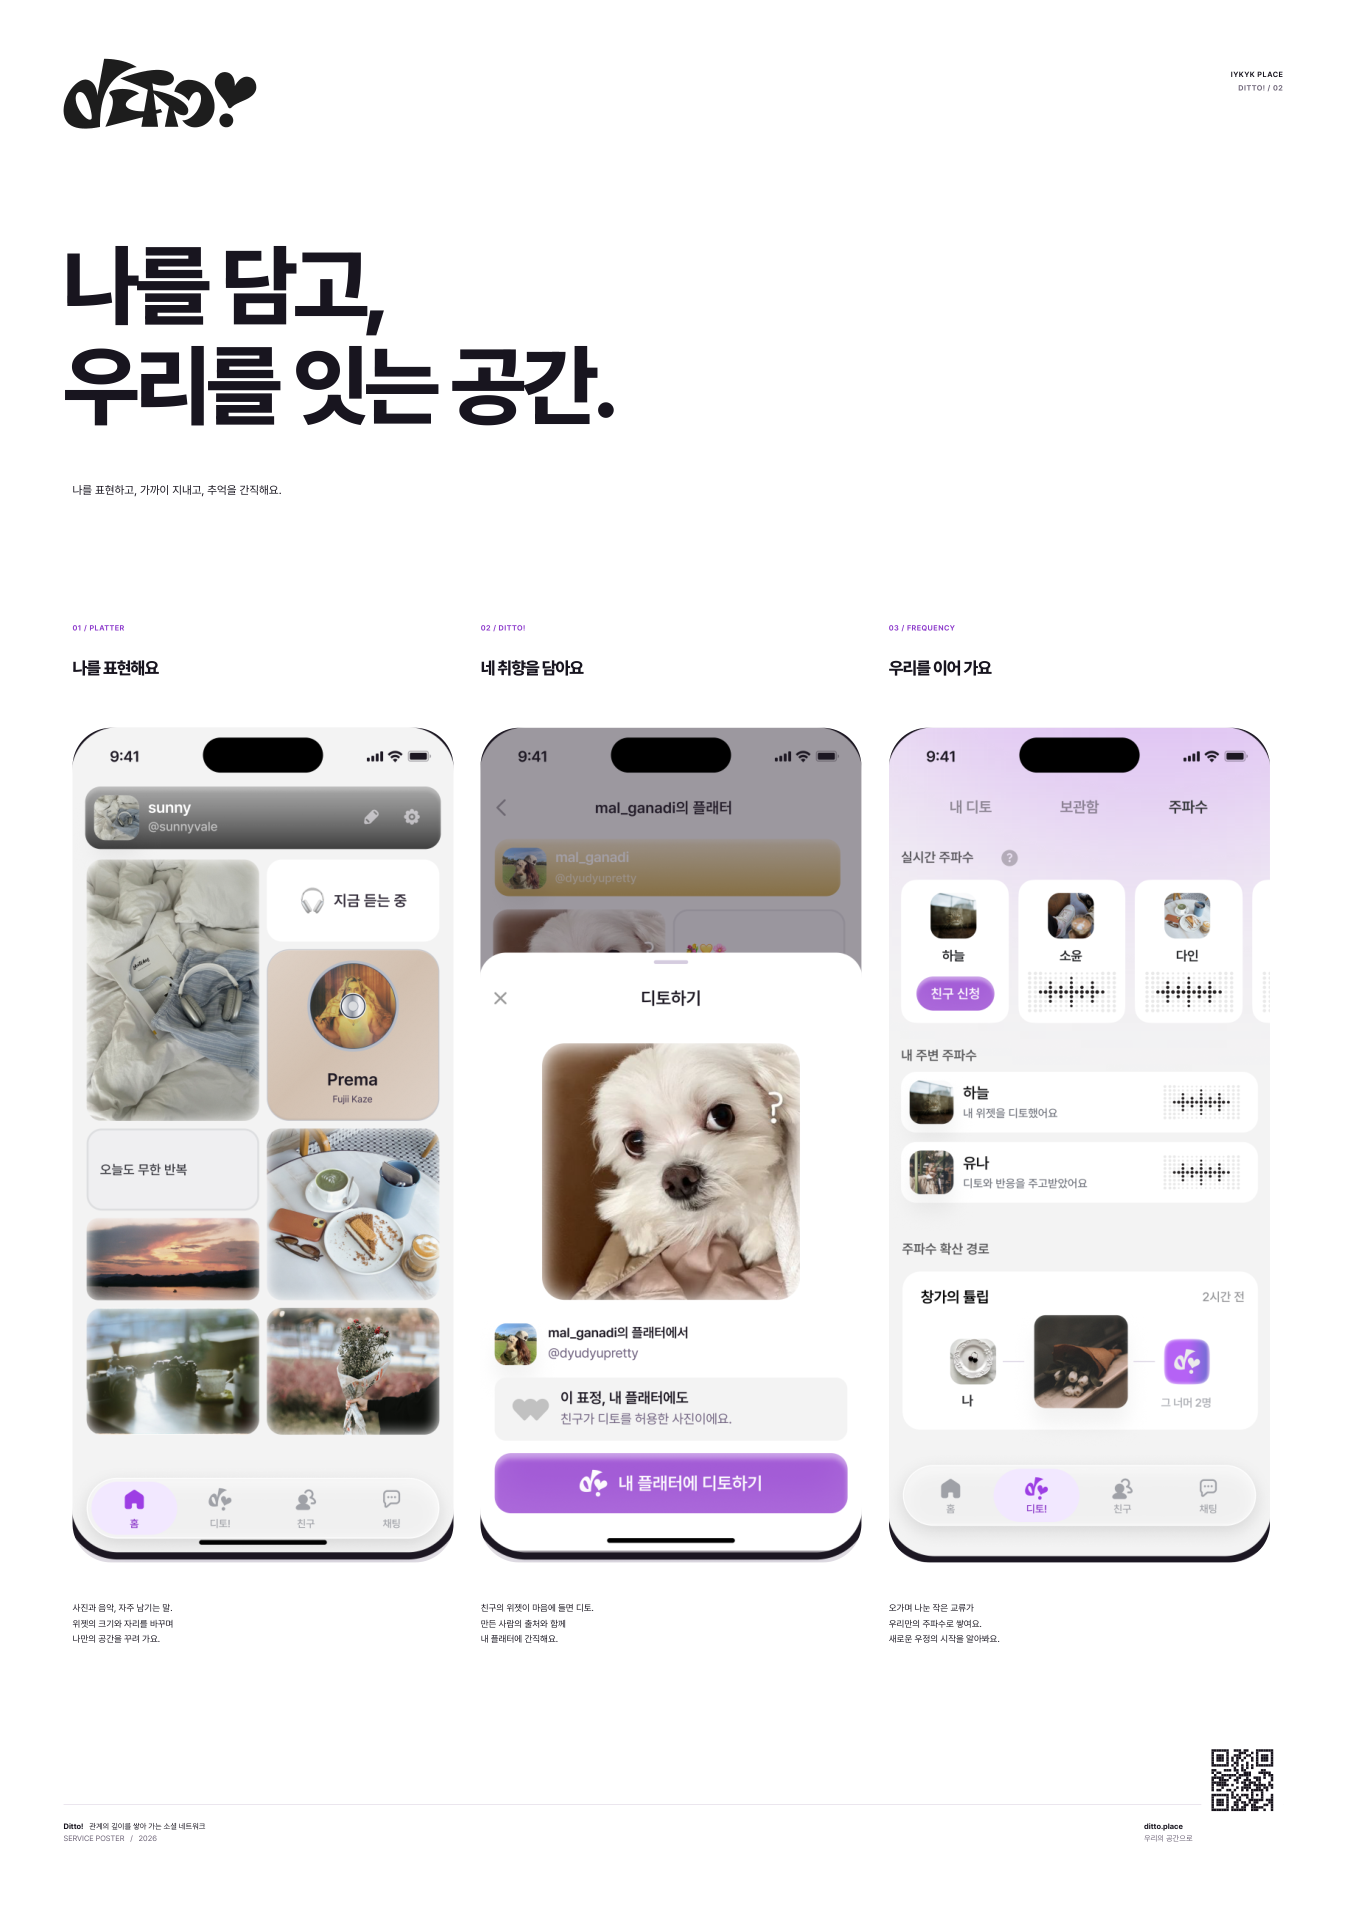 ditto!
IYKYK PLACE
DITTO! / 02
나를 담고,
우리를 잇는 공간.
나를 표현하고, 가까이 지내고, 추억을 간직해요.
01 / PLATTER
나를 표현해요
9:41
sunny
@sunnyvale
지금 듣는 중
Prema
Fujii Kaze
오늘도 무한 반복
홈
디토!
친구
채팅
사진과 음악, 자주 남기는 말.
위젯의 크기와 자리를 바꾸며
나만의 공간을 꾸려 가요.
02 / DITTO!
네 취향을 담아요
9:41
mal_ganadi의 플래터
mal_ganadi
@dyudyupretty
?
디토하기
?
mal_ganadi의 플래터에서
@dyudyupretty
이 표정, 내 플래터에도
친구가 디토를 허용한 사진이에요.
내 플래터에 디토하기
친구의 위젯이 마음에 들면 디토.
만든 사람의 출처와 함께
내 플래터에 간직해요.
03 / FREQUENCY
우리를 이어 가요
9:41
내 디토
보관함
주파수
실시간 주파수
?
하늘
소윤
다인
친구 신청
내 주변 주파수
하늘
내 위젯을 디토했어요
유나
디토와 반응을 주고받았어요
주파수 확산 경로
창가의 튤립
2시간 전
나
그 너머 2명
홈
디토!
친구
채팅
오가며 나눈 작은 교류가
우리만의 주파수로 쌓여요.
새로운 우정의 시작을 알아봐요.
Ditto! 관계의 깊이를 쌓아 가는 소셜 네트워크
SERVICE POSTER / 2026
ditto.place
우리의 공간으로